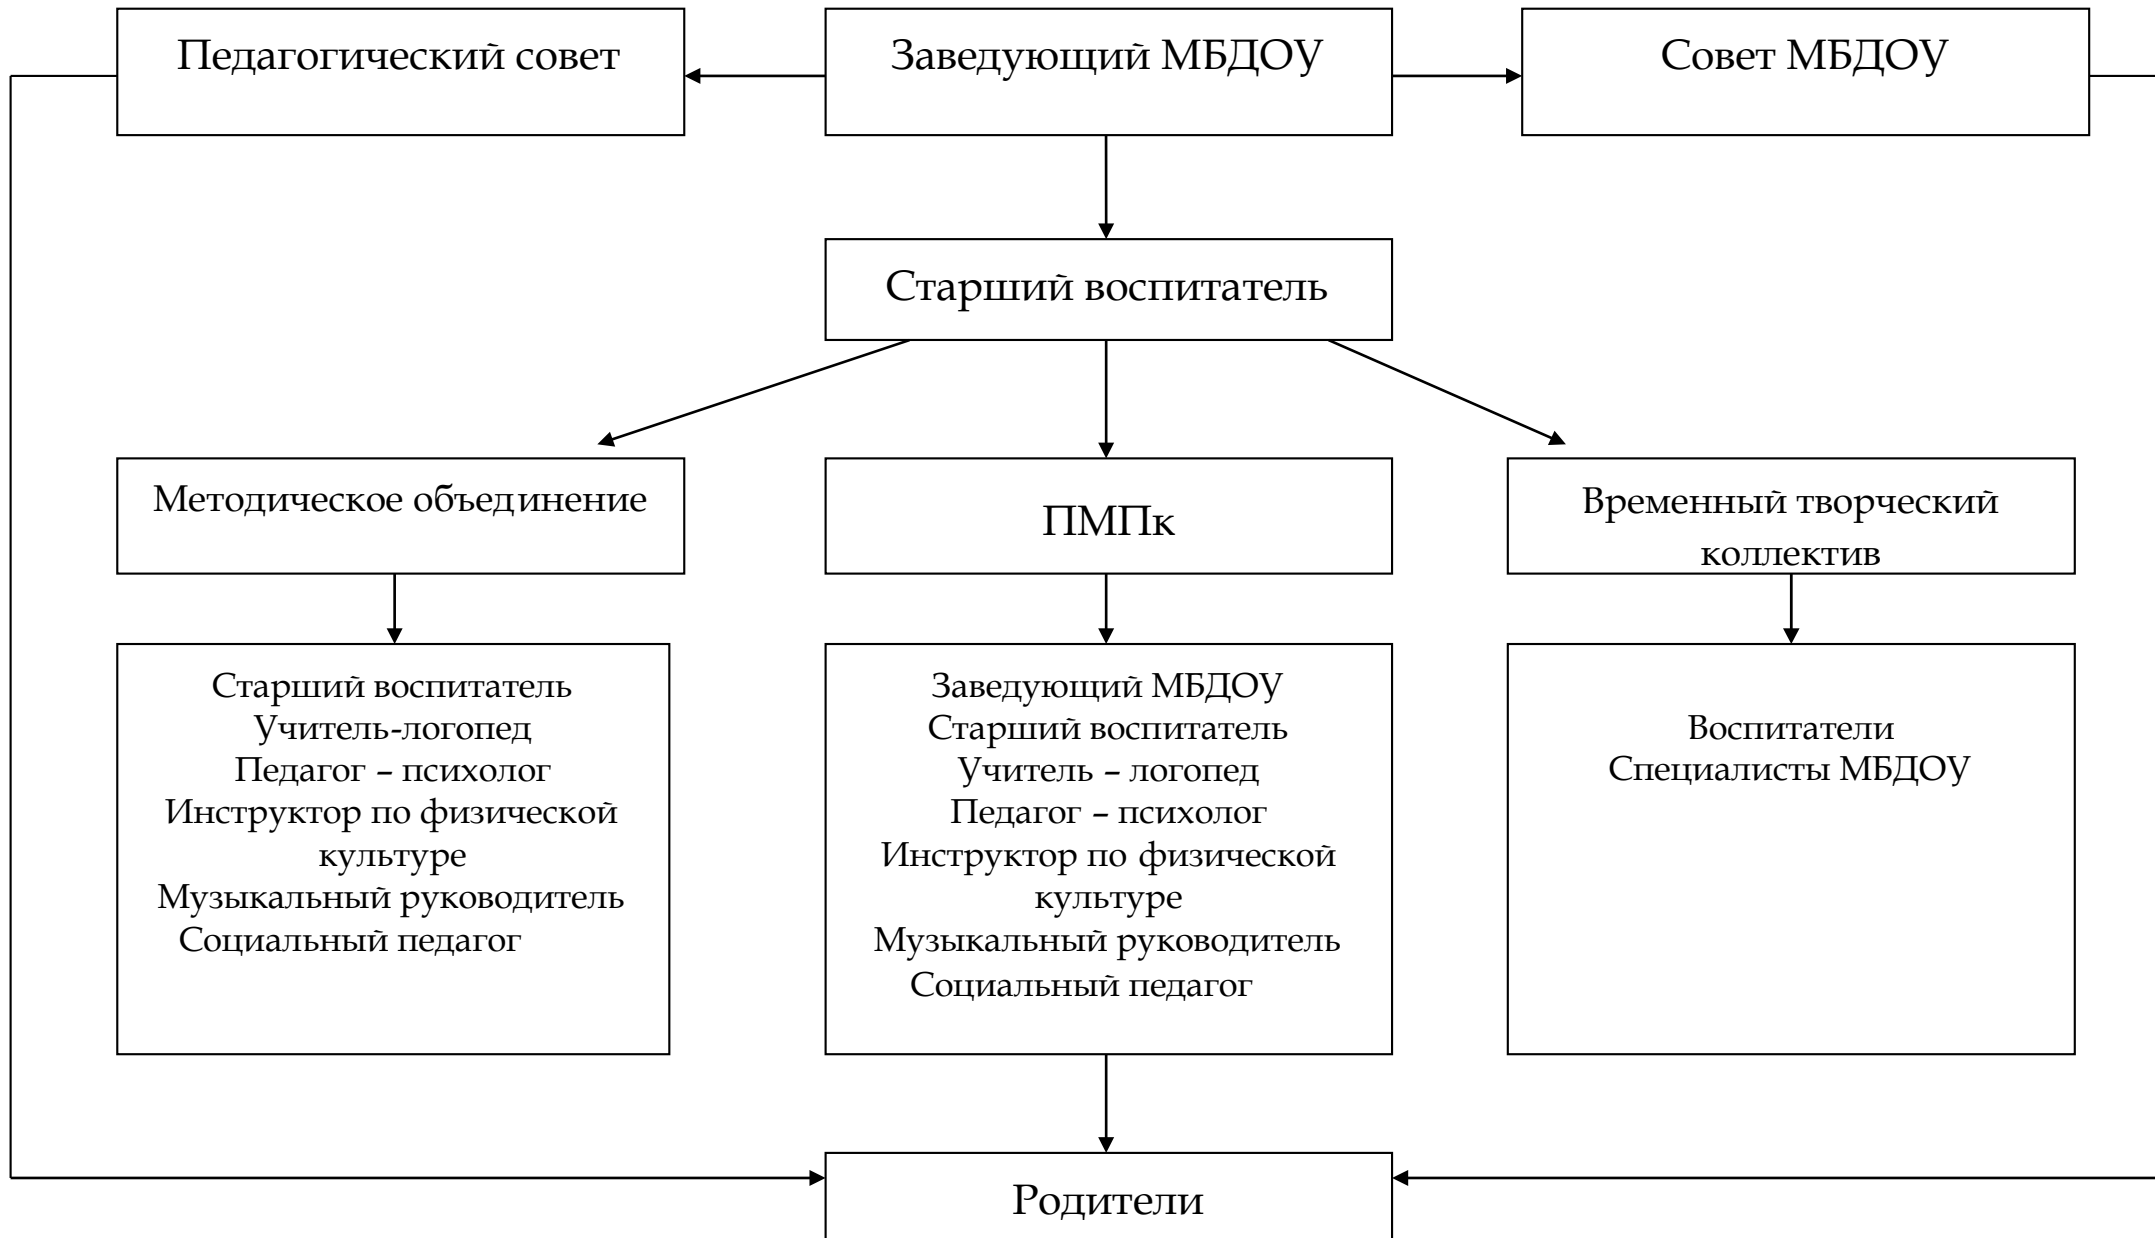 Педагогический совет
Заведующий МБДОУ
Совет МБДОУ
Старший воспитатель
Методическое объединение
ПМПк
Временный творческий
коллектив
Старший воспитатель
Учитель-логопед
Педагог – психолог
Инструктор по физической
культуре
Музыкальный руководитель
Социальный педагог
Заведующий МБДОУ
Старший воспитатель
Учитель – логопед
Педагог – психолог
Инструктор по физической
культуре
Музыкальный руководитель
Социальный педагог
Воспитатели
Специалисты МБДОУ
Родители